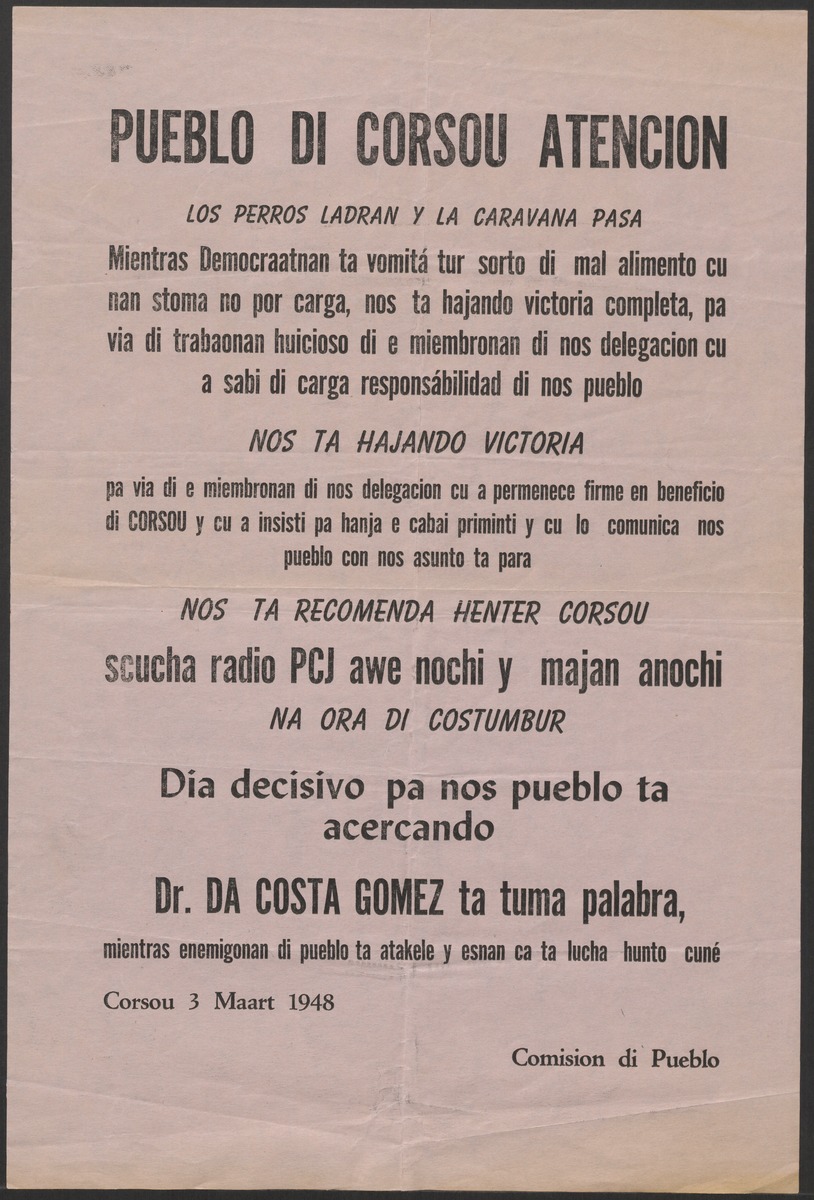 PUEBLO DI CORSOU ATENCION
LOS PERROS LADRAN Y LA CARAVANA PASA
Mientras Democraatnan ta vomitá tur sorto di mal alimento cu
nan stoma no por carga, nos ta hajando victoria completa, pa
via di trabaonan huicioso di e miembronan di nos delegacion cu
a sabi di carga responsábilidad di nos pueblo
NOS TA HAJANDO VICTORIA
pa via di e miembronan di nos delegacion cu a permenece firme en beneficio
di CORSOU y cu a insisti pa hanja e cabai priminti y cu lo comunica nos
pueblo con nos asunto ta para
NOS TA RECOMENDA HENTER CORSOU
scucha radio PCJ awe nochi y majan anochi
NA ORA DI COSTUMBUR
Dia decisivo pa nos pueblo ta
acercando
Dr. DA COSTA GOMEZ ta tuma palabra,
mientras enemigonan di pueblo ta atakele y esnan ca ta lucha hunto cuné
Corsou 3 Maart 1948
Comision di Pueblo